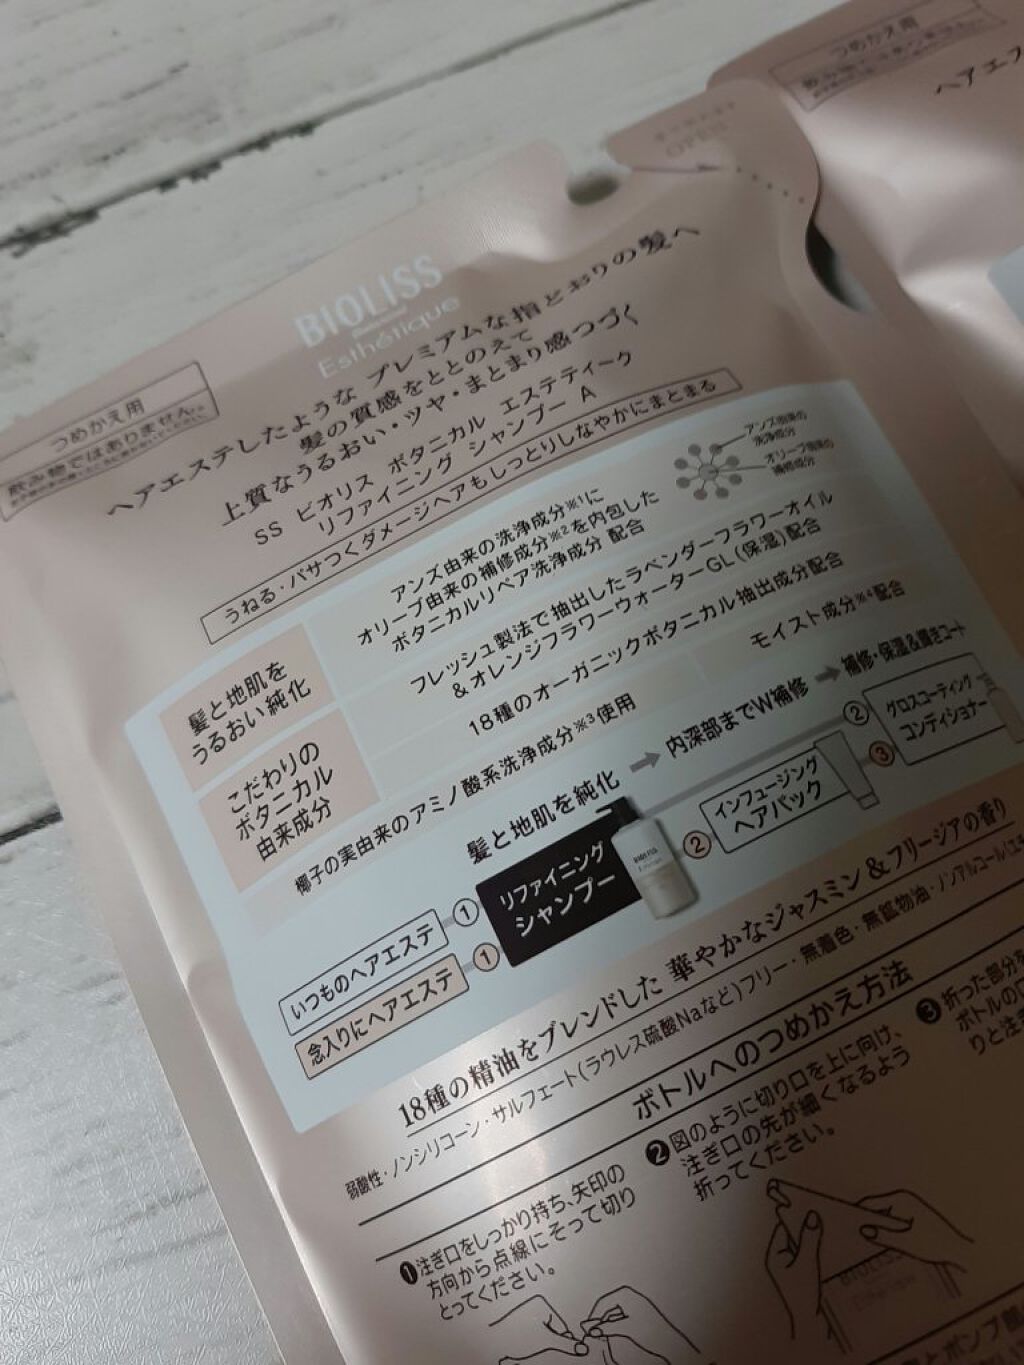 つめかえ用
飲み物ではありません。
つめかえ用
ヘアエス
OPEN
BIOLISS
Esthétique
ヘアエステしたような プレミアムな指どおりの髪へ
髪の質感をととのえて
上質なうるおい・ツヤ・まとまり感つづく
SS ビオリス ボタニカル エステティーク
リファイニング シャンプー A
うねる・パサつくダメージヘアもしっとりしなやかにまとまる
髪と地肌を
うるおい純化
アンズ由来の洗浄成分※1に
オリーブ由来の補修成分※2を内包した
ボタニカルリペア洗浄成分 配合
アンズ由来の
洗浄成分
オリーブ由来の
補修成分
こだわりの
ボタニカル
由来成分
フレッシュ製法で抽出したラベンダーフラワーオイル
&オレンジフラワーウォーターGL(保湿)配合
18種のオーガニックボタニカル抽出成分配合
椰子の実由来のアミノ酸系洗浄成分※3使用
モイスト成分※4配合
髪と地肌を純化
内深部までW補修
補修・保湿&輝きコート
いつものヘアエステ
①
念入りにヘアエステ
①
リファイニング
シャンプー
BIOLISS
②
インフュージング
ヘアパック
②
③
グロスコーティング
コンディショナー
18種の精油をブレンドした 華やかなジャスミン&フリージアの香り
弱酸性・ノンシリコーン・サルフェート(ラウレス硫酸Naなど)フリー・無着色・無鉱物油・ノンアルコール(エ
ボトルへのつめかえ方法
❶注ぎ口をしっかり持ち、矢印の
方向から点線にそって切り
とってください。
❷図のように切り口を上に向け、
注ぎ口の先が細くなるよう
折ってください。
❸折った部分を
ボトルの口
りと注ぎ
BIOLISS